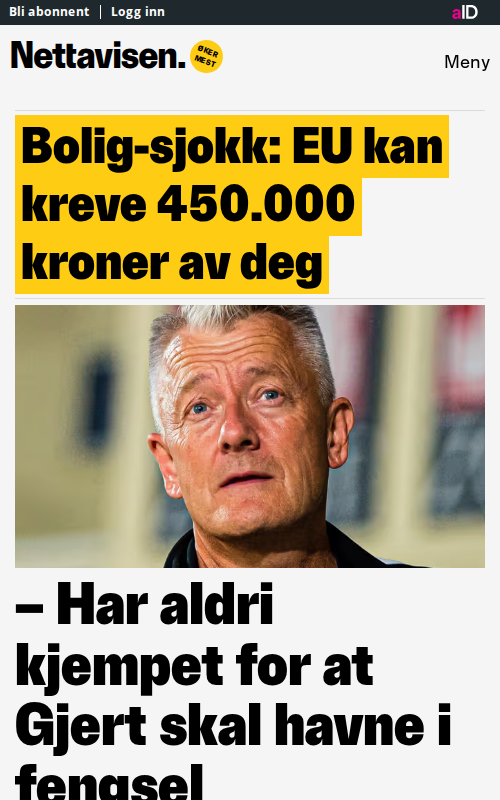 Bli abonnent | Logg inn
aID
Nettavisen.
ØKER
MEST
Meny
Bolig-sjokk: EU kan
kreve 450.000
kroner av deg
– Har aldri
kjempet for at
Gjert skal havne i
fengsel